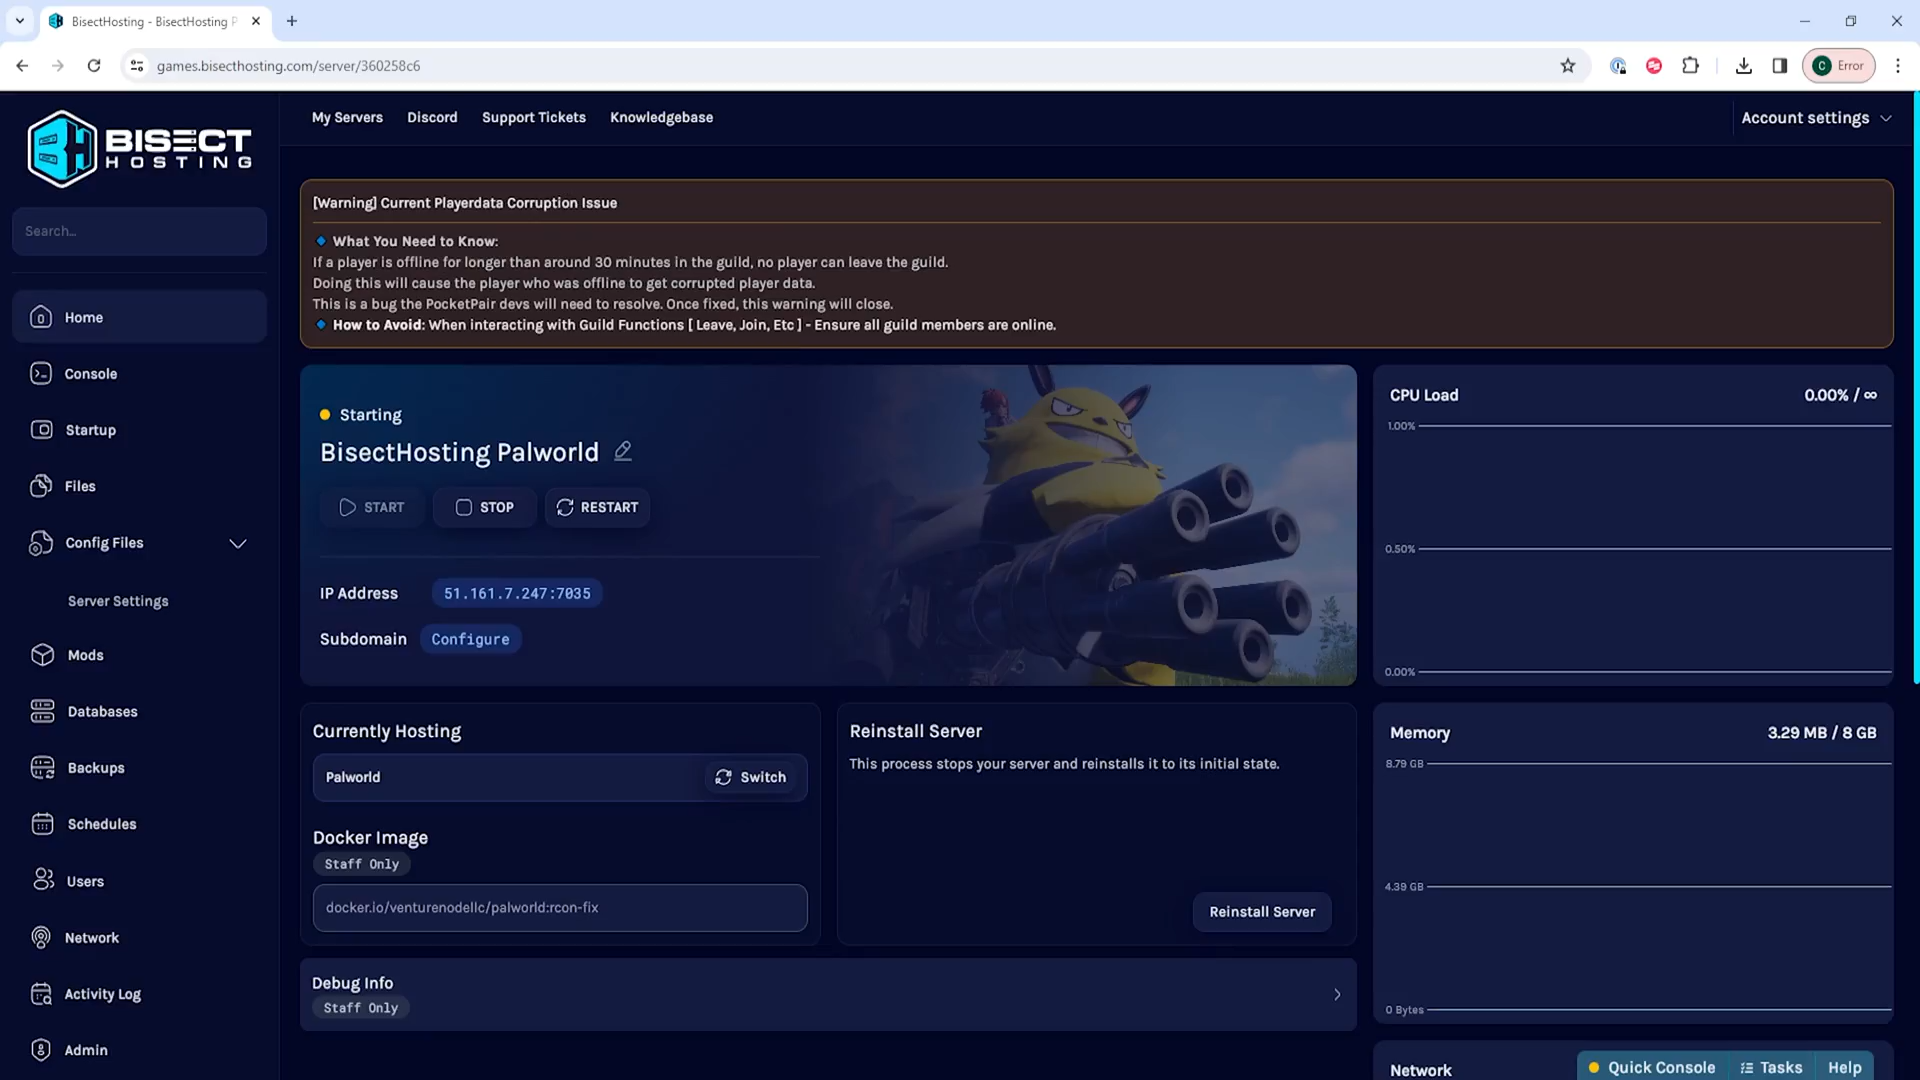 BisectHosting - BisectHosting P
games.bisecthosting.com/server/360258c6
C Error
BISECT
HOSTING
My Servers
Discord
Support Tickets
Knowledgebase
Account settings
Search...
Home
Console
Startup
Files
Config Files
Server Settings
Mods
Databases
Backups
Schedules
Users
Network
Activity Log
Admin
[Warning] Current Playerdata Corruption Issue
What You Need to Know:
If a player is offline for longer than around 30 minutes in the guild, no player can leave the guild.
Doing this will cause the player who was offline to get corrupted player data.
This is a bug the PocketPair devs will need to resolve. Once fixed, this warning will close.
How to Avoid: When interacting with Guild Functions [ Leave, Join, Etc ] - Ensure all guild members are online.
Starting
BisectHosting Palworld
START
STOP
RESTART
IP Address 51.161.7.247:7035
Subdomain Configure
CPU Load 0.00% / ∞
1.00%
0.50%
0.00%
Currently Hosting
Palworld
Switch
Docker Image
Staff Only
docker.io/venturenodellc/palworld:rcon-fix
Reinstall Server
This process stops your server and reinstalls it to its initial state.
Reinstall Server
Memory 3.29 MB / 8 GB
8.79 GB
4.39 GB
0 Bytes
Debug Info
Staff Only
Network
Quick Console
Tasks
Help